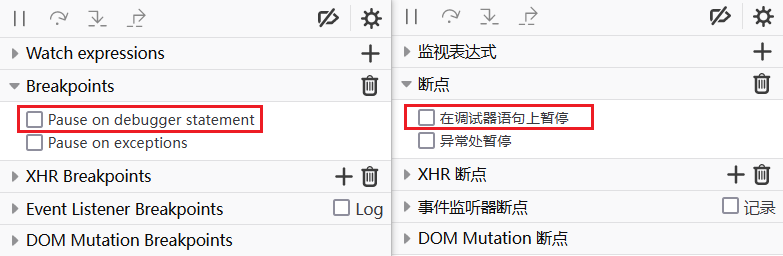 Watch expressions
Breakpoints
Pause on debugger statement
Pause on exceptions
XHR Breakpoints
Event Listener Breakpoints Log
DOM Mutation Breakpoints
监视表达式
断点
在调试器语句上暂停
异常处暂停
XHR 断点
事件监听器断点 记录
DOM Mutation 断点